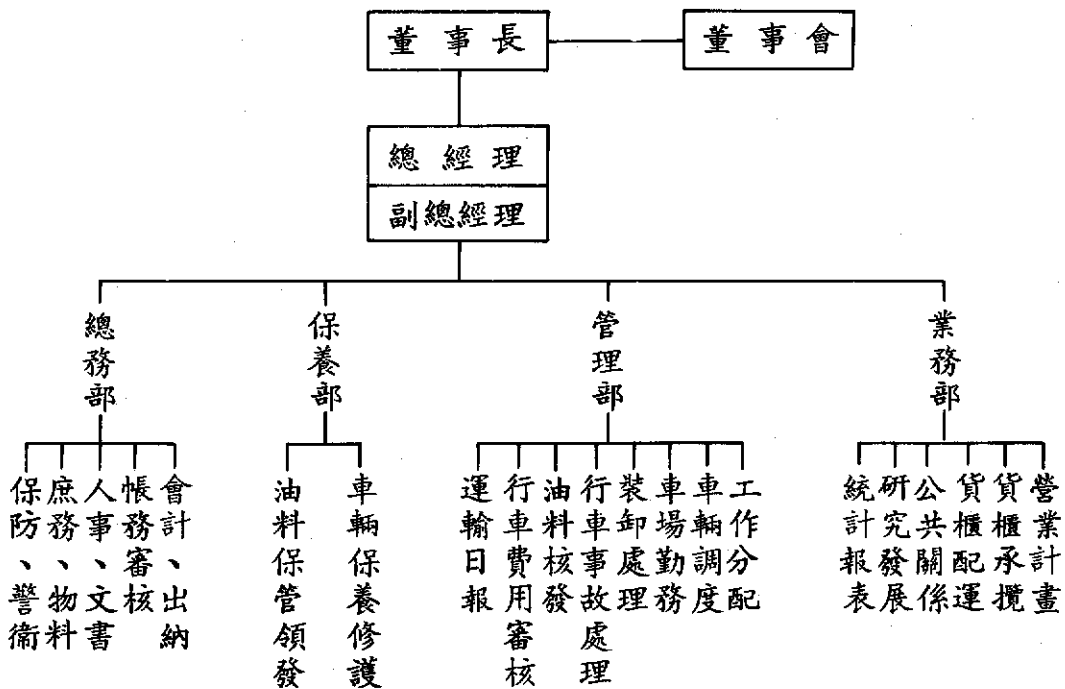 董事長
董事會
總經理
副總經理
總務部
保養部
管理部
業務部
保防、警衛
庶務、物料
人事、文書
帳務審核
會計、出納
油料保管領發
車輛保養修護
運輸日報
行車費用審核
油料核發
行車事故處理
裝卸處理
車場勤務
車輛調度
工作分配
統計報表
研究發展
公共關係
貨櫃配運
貨櫃承攬
營業計畫